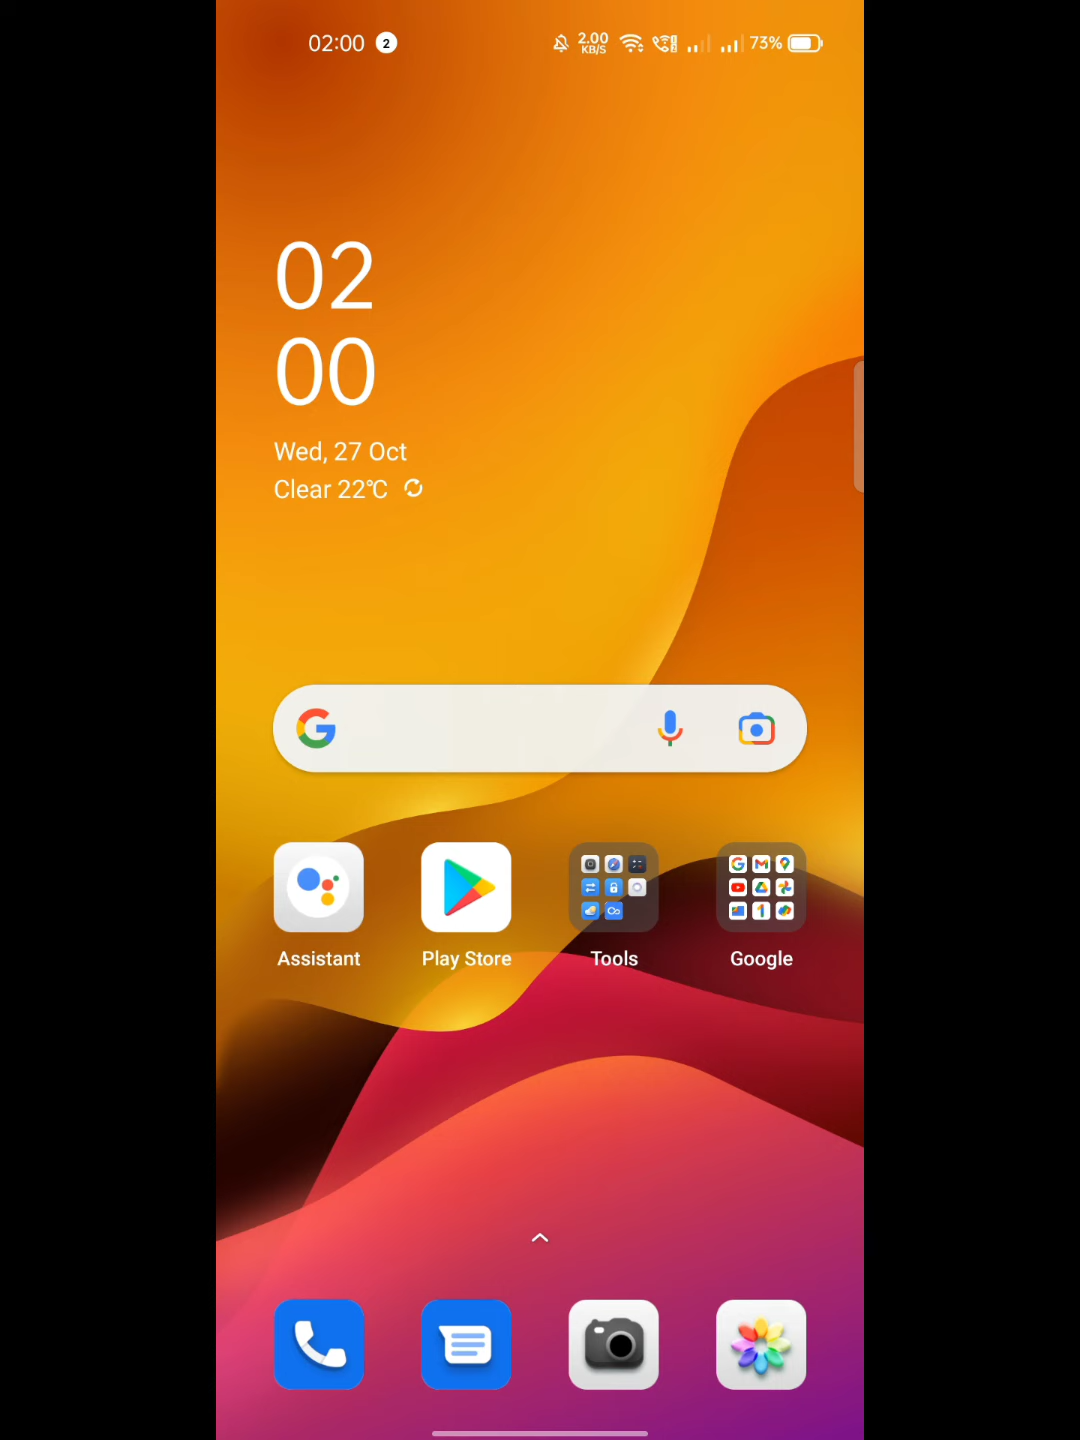 02:00 2 2.00 KB/S 73%
02
00
Wed, 27 Oct
Clear 22℃
Assistant Play Store Tools Google